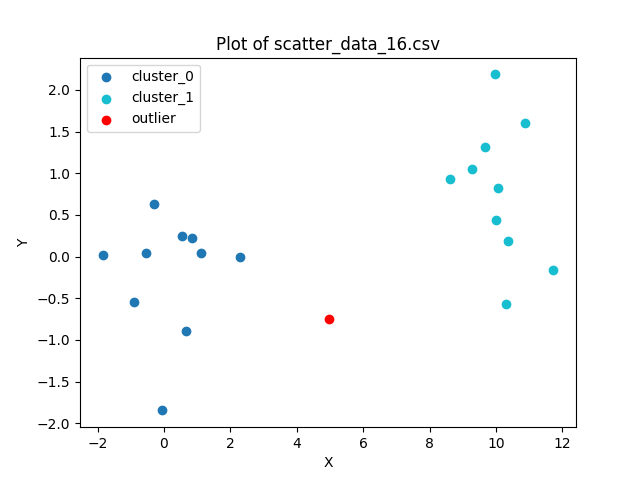 Plot of scatter_data_16.csv
cluster_0
cluster_1
outlier
2.0
1.5
1.0
0.5
0.0
−0.5
−1.0
−1.5
−2.0
Y
−2 0 2 4 6 8 10 12
X